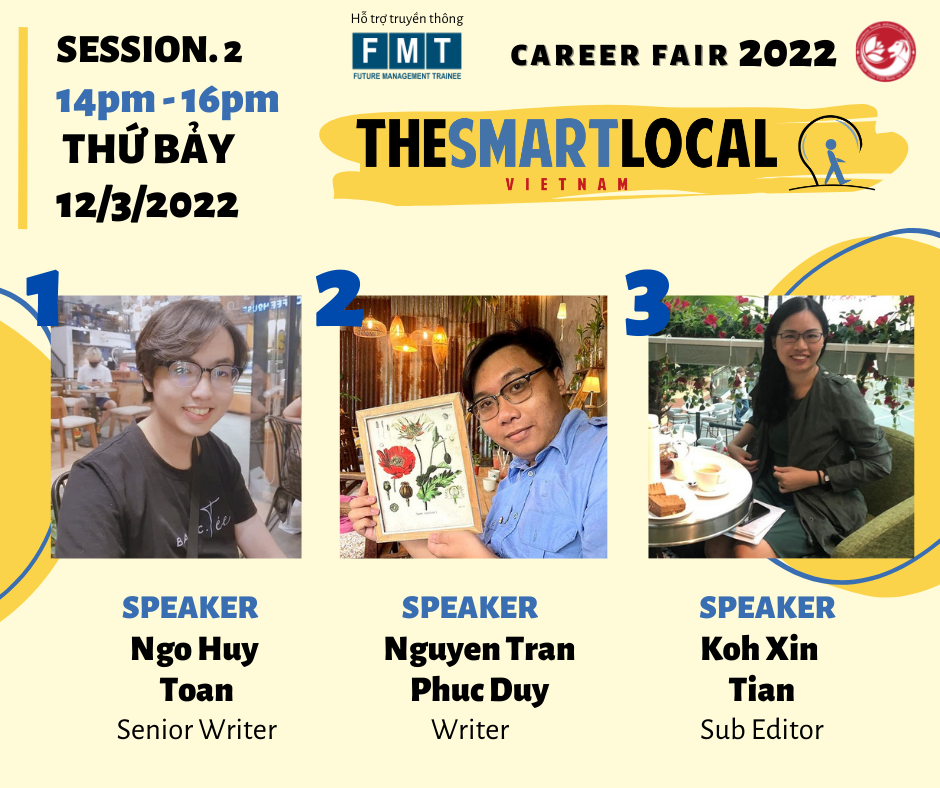 SESSION. 2
14pm - 16pm
THỨ BẢY
12/3/2022
Hỗ trợ truyền thông
FMT
FUTURE MANAGEMENT TRAINEE
CAREER FAIR 2022
THESMARTLOCAL
VIETNAM
1
2
3
SPEAKER
Ngo Huy
Toan
Senior Writer
SPEAKER
Nguyen Tran
Phuc Duy
Writer
SPEAKER
Koh Xin
Tian
Sub Editor